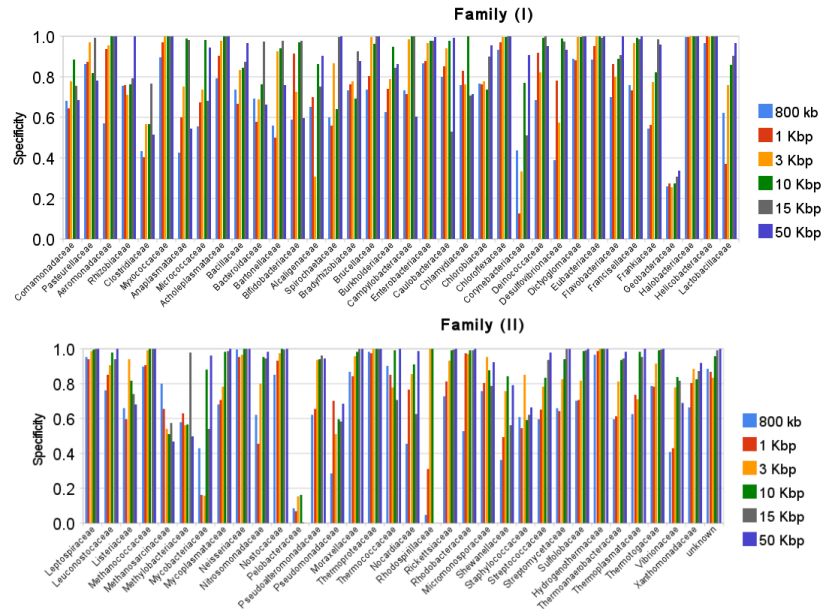 Family (I)
Specificity
1.0
0.8
0.6
0.4
0.2
0.0
Comamonadaceae
Pasteurellaceae
Aeromonadaceae
Rhizobiaceae
Clostridiaceae
Myxococcaceae
Anaplasmataceae
Micrococcaceae
Acholeplasmataceae
Bacillaceae
Bacteroidaceae
Bartonellaceae
Bifidobacteriaceae
Alcaligenaceae
Spirochaetaceae
Bradyrhizobiaceae
Brucellaceae
Burkholderiaceae
Campylobacteraceae
Enterobacteriaceae
Caulobacteraceae
Chlamydiaceae
Chlorobiaceae
Chloroflexaceae
Corynebacteriaceae
Deinococcaceae
Desulfovibrionaceae
Dictyoglomaceae
Eubacteriaceae
Flavobacteriaceae
Francisellaceae
Frankiaceae
Geobacteraceae
Halobacteriaceae
Helicobacteraceae
Lactobacillaceae
800 kb
1 Kbp
3 Kbp
10 Kbp
15 Kbp
50 Kbp
Family (II)
Specificity
1.0
0.8
0.6
0.4
0.2
0.0
Leptospiraceae
Leuconostocaceae
Listeriaceae
Methanococcaceae
Methanosarcinaceae
Methylobacteriaceae
Mycobacteriaceae
Mycoplasmataceae
Neisseriaceae
Nitrosomonadaceae
Nostocaceae
Pelobacteraceae
Pseudoalteromonadaceae
Pseudomonadaceae
Moraxellaceae
Thermoproteaceae
Thermococcaceae
Nocardiaceae
Rhodospirillaceae
Rickettsiaceae
Rhodobacteraceae
Micromonosporaceae
Shewanellaceae
Staphylococcaceae
Streptococcaceae
Streptomycetaceae
Sulfolobaceae
Hydrogenothermaceae
Thermoanaerobacteraceae
Thermoplasmataceae
Thermotogaceae
Vibrionaceae
Xanthomonadaceae
unknown
800 kb
1 Kbp
3 Kbp
10 Kbp
15 Kbp
50 Kbp